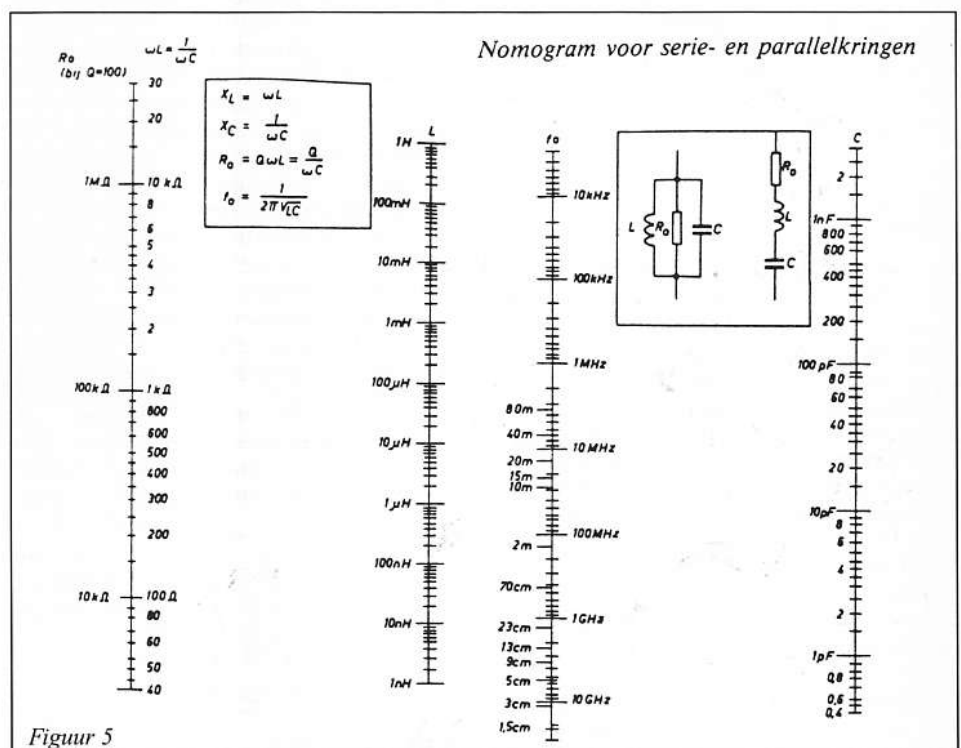 Nomogram voor serie- en parallelkringen
Ro
(bij Q=100)
ωL = 1/ωC
X_L = ωL
X_C = 1/ωC
R_o = QωL = Q/ωC
f_o = 1/2π√LC
30
20
1MΩ 10 kΩ
8
6
5
4
3
2
100kΩ 1kΩ
800
600
500
400
300
200
10kΩ 100Ω
80
60
50
40
L
1H
100mH
10mH
1mH
100µH
10µH
1µH
100nH
10nH
1nH
fo
10kHz
100kHz
1MHz
80m
40m
10MHz
20m
15m
10m
100MHz
2m
70cm
1GHz
23cm
13cm
9cm
5cm
10GHz
3cm
1,5cm
L Ro C
Ro
L
C
C
2
1nF
800
600
400
200
100pF
80
60
40
20
10pF
8
6
4
2
1pF
0,8
0,6
0,4
Figuur 5